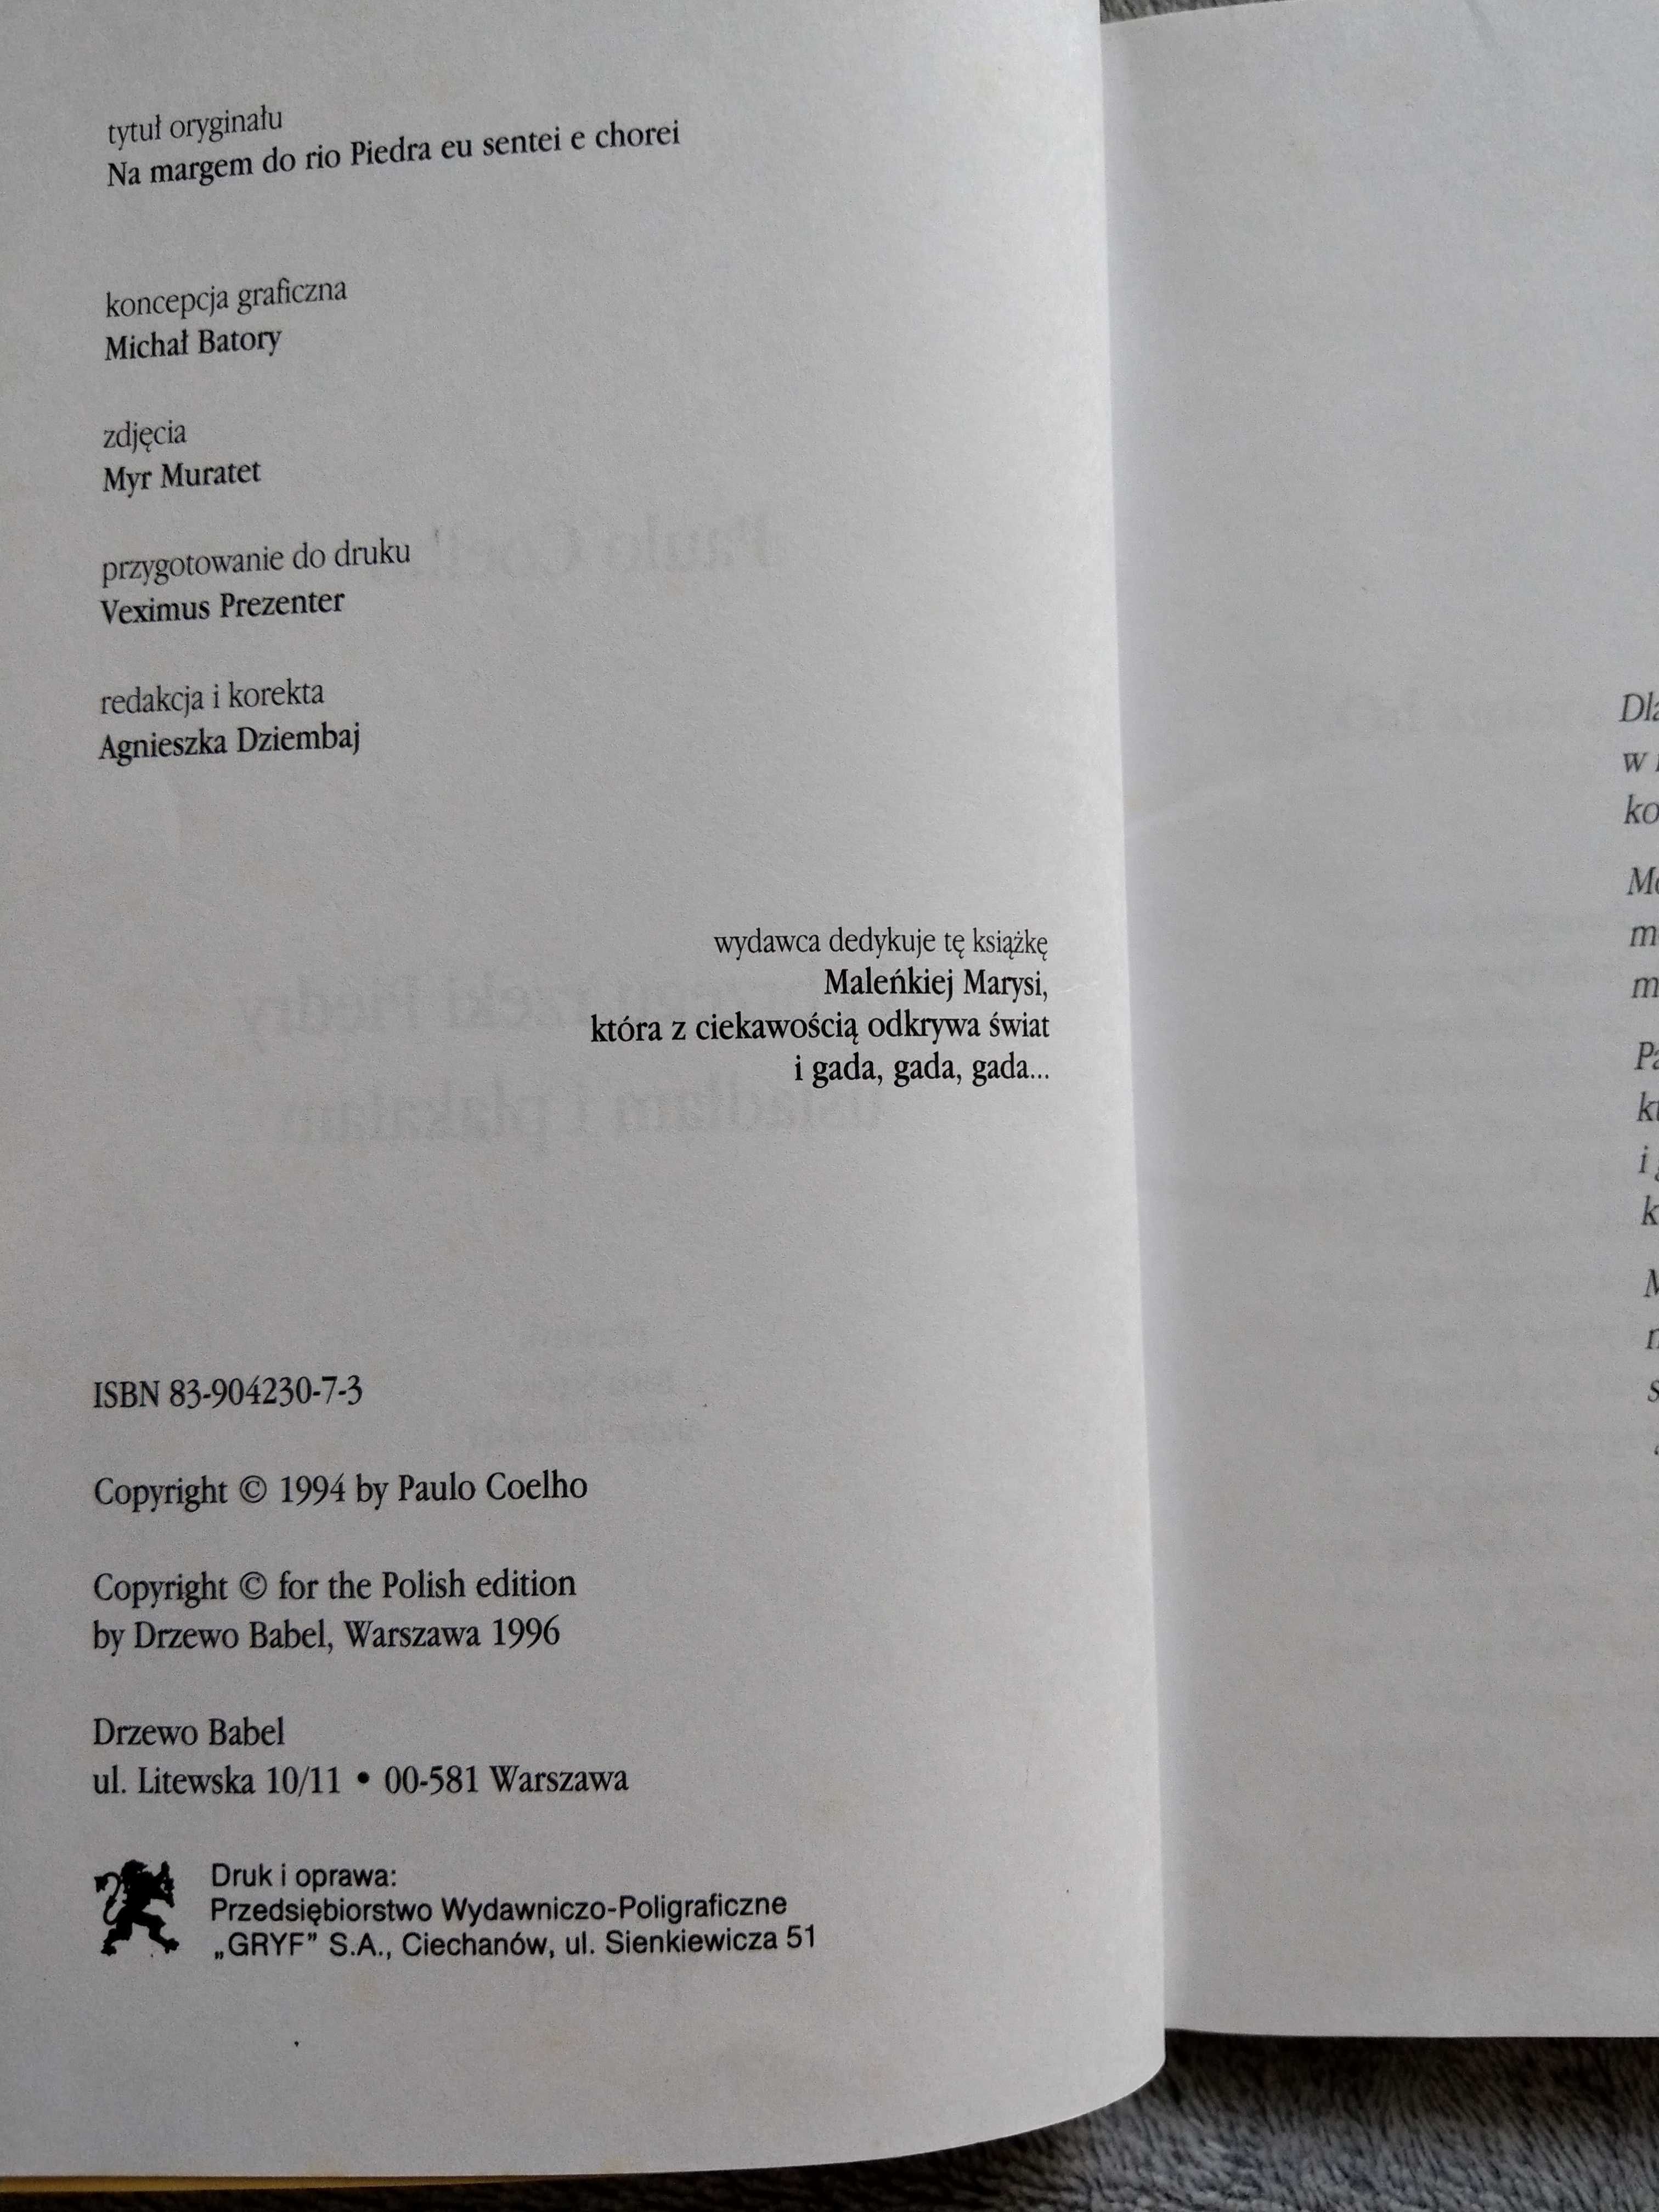 tytuł oryginału
Na margem do rio Piedra eu sentei e chorei
koncepcja graficzna
Michał Batory
zdjęcia
Myr Muratet
przygotowanie do druku
Veximus Prezenter
redakcja i korekta
Agnieszka Dziembaj
wydawca dedykuje tę książkę
Maleńkiej Marysi,
która z ciekawością odkrywa świat
i gada, gada, gada...
ISBN 83-904230-7-3
Copyright © 1994 by Paulo Coelho
Copyright © for the Polish edition
by Drzewo Babel, Warszawa 1996
Drzewo Babel
ul. Litewska 10/11 • 00-581 Warszawa
Druk i oprawa:
Przedsiębiorstwo Wydawniczo-Poligraficzne
„GRYF” S.A., Ciechanów, ul. Sienkiewicza 51